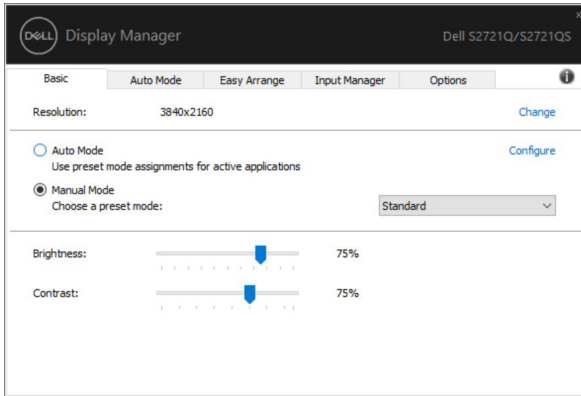 DELL Display Manager Dell S2721Q/S2721QS
Basic Auto Mode Easy Arrange Input Manager Options
Resolution: 3840x2160 Change
Auto Mode Configure
Use preset mode assignments for active applications
Manual Mode
Choose a preset mode: Standard
Brightness: 75%
Contrast: 75%